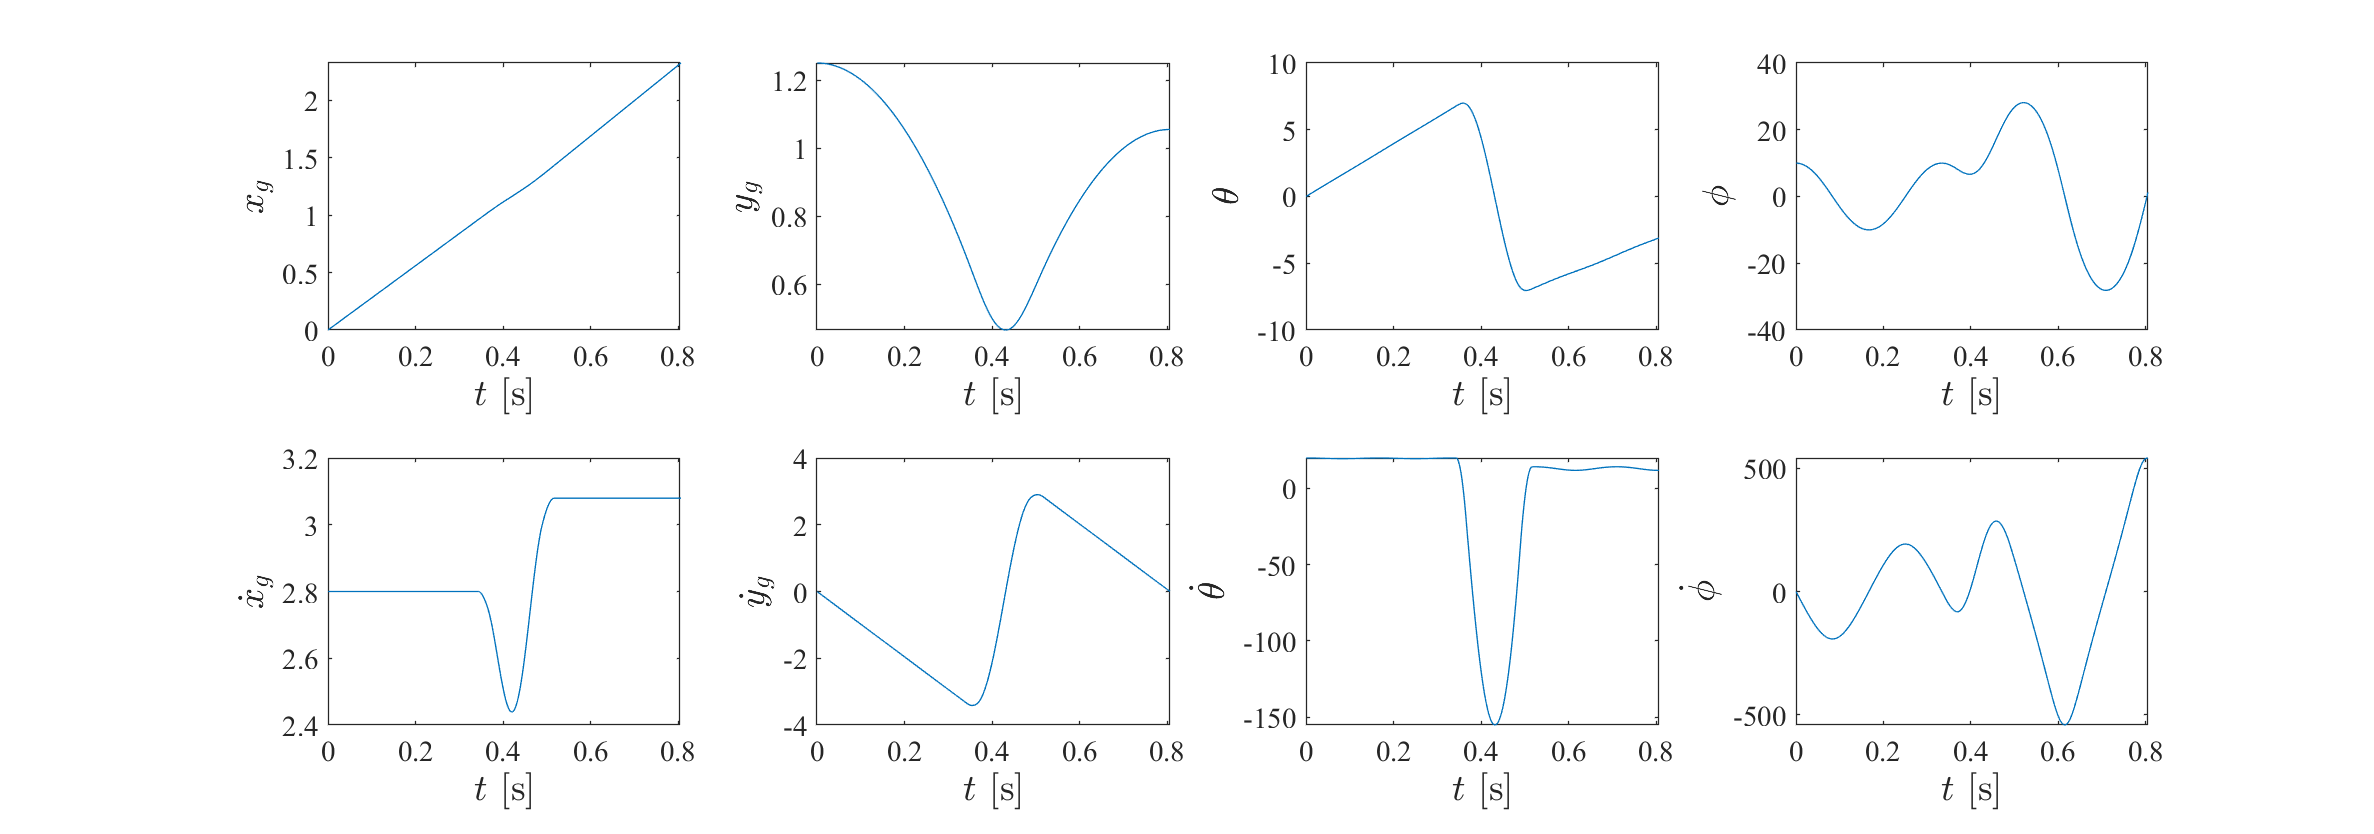 2
1.5
1
0.5
0
x_g
0 0.2 0.4 0.6 0.8
t [s]
1.2
1
0.8
0.6
y_g
0 0.2 0.4 0.6 0.8
t [s]
10
5
0
-5
-10
θ
0 0.2 0.4 0.6 0.8
t [s]
40
20
0
-20
-40
ϕ
0 0.2 0.4 0.6 0.8
t [s]
3.2
3
2.8
2.6
2.4
ẋ_g
0 0.2 0.4 0.6 0.8
t [s]
4
2
0
-2
-4
ẏ_g
0 0.2 0.4 0.6 0.8
t [s]
0
-50
-100
-150
θ̇
0 0.2 0.4 0.6 0.8
t [s]
500
0
-500
ϕ̇
0 0.2 0.4 0.6 0.8
t [s]